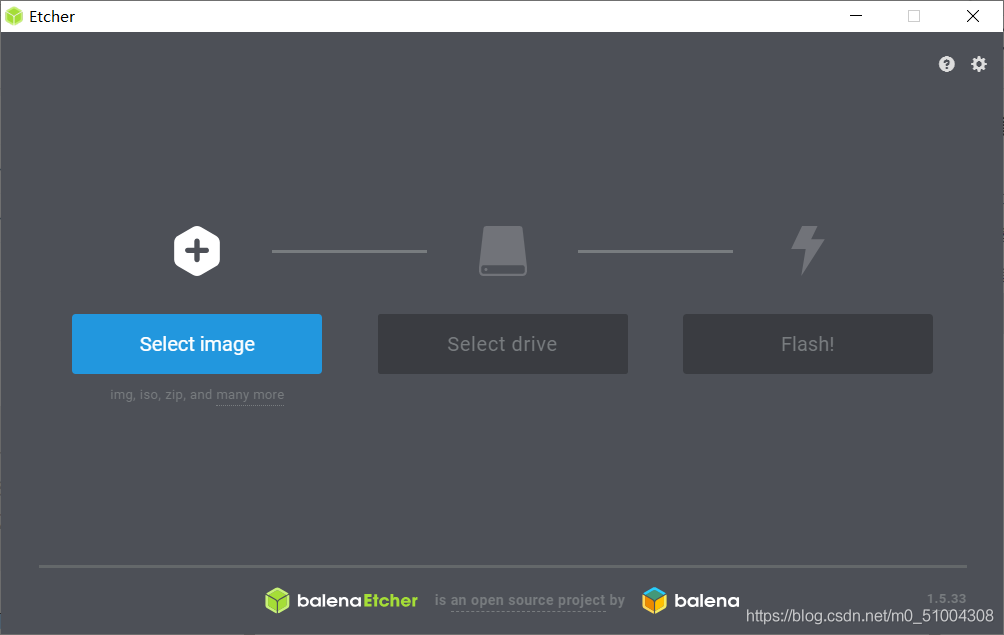 Etcher
Select image
Select drive
Flash!
img, iso, zip, and many more
balenaEtcher is an open source project by balena
1.5.33
https://blog.csdn.net/m0_51004308